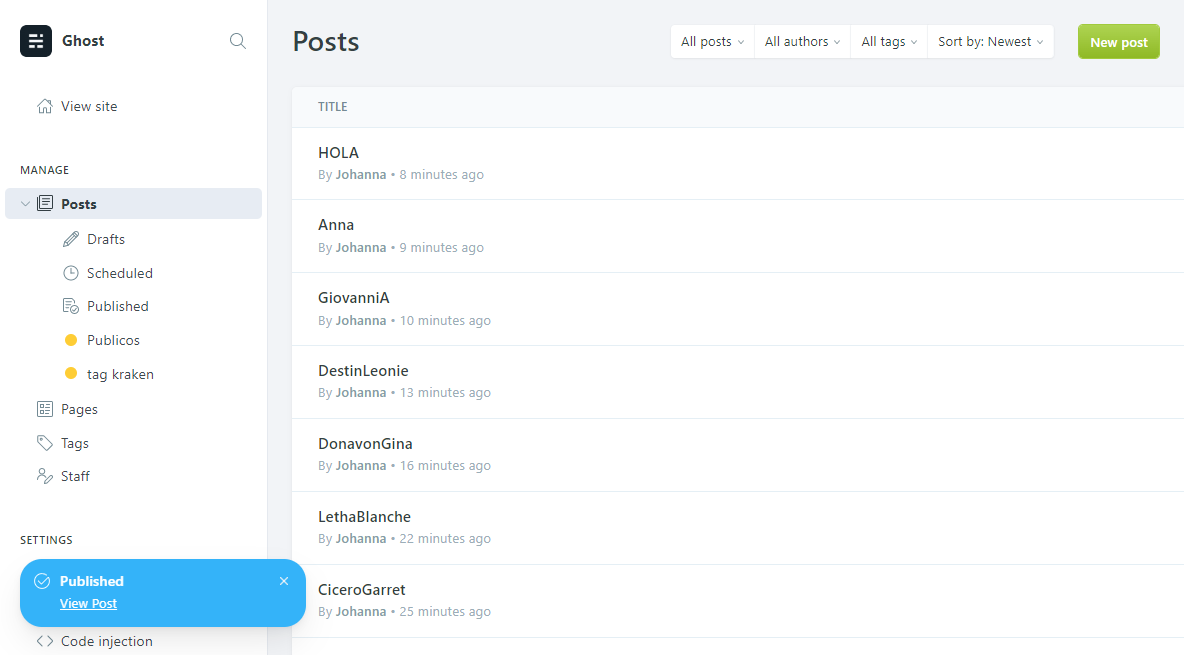 Ghost
View site
MANAGE
Posts
Drafts
Scheduled
Published
Publicos
tag kraken
Pages
Tags
Staff
SETTINGS
Published
View Post
Code injection
Posts
All posts
All authors
All tags
Sort by: Newest
New post
TITLE
HOLA
By Johanna • 8 minutes ago
Anna
By Johanna • 9 minutes ago
GiovanniA
By Johanna • 10 minutes ago
DestinLeonie
By Johanna • 13 minutes ago
DonavonGina
By Johanna • 16 minutes ago
LethaBlanche
By Johanna • 22 minutes ago
CiceroGarret
By Johanna • 25 minutes ago